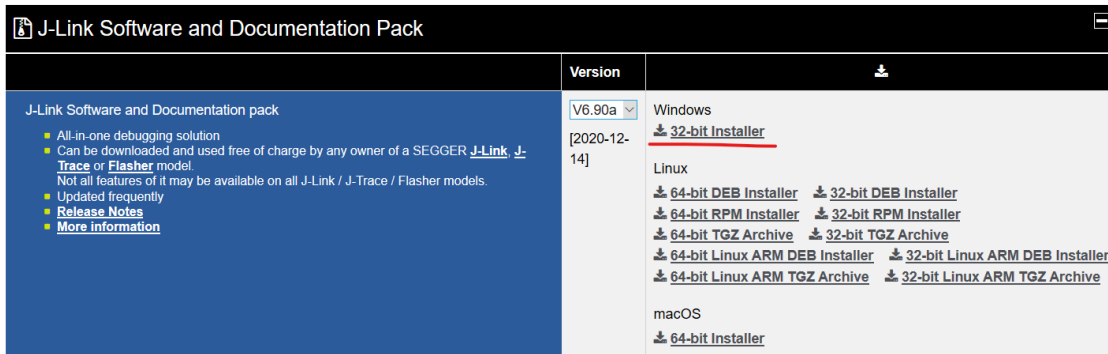 J-Link Software and Documentation Pack
Version
J-Link Software and Documentation pack
All-in-one debugging solution
Can be downloaded and used free of charge by any owner of a SEGGER J-Link, J-
Trace or Flasher model.
Not all features of it may be available on all J-Link / J-Trace / Flasher models.
Updated frequently
Release Notes
More information
V6.90a
[2020-12-
14]
Windows
32-bit Installer
Linux
64-bit DEB Installer 32-bit DEB Installer
64-bit RPM Installer 32-bit RPM Installer
64-bit TGZ Archive 32-bit TGZ Archive
64-bit Linux ARM DEB Installer 32-bit Linux ARM DEB Installer
64-bit Linux ARM TGZ Archive 32-bit Linux ARM TGZ Archive
macOS
64-bit Installer